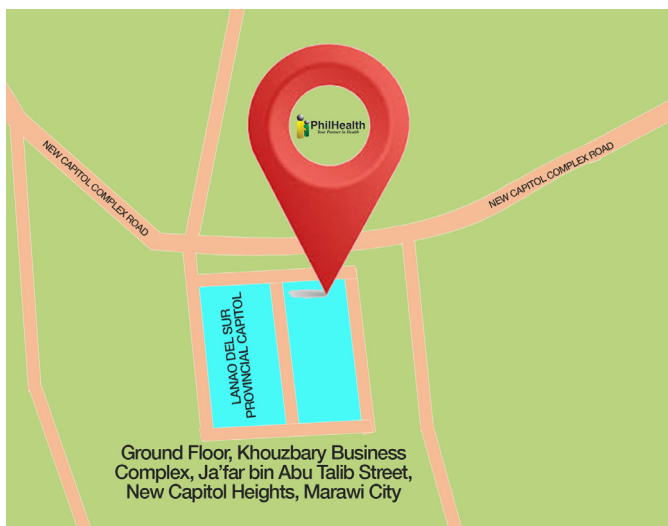 PhilHealth
Your Partner in Health
NEW CAPITOL COMPLEX ROAD
NEW CAPITOL COMPLEX ROAD
LANAO DEL SUR
PROVINCIAL CAPITOL
Ground Floor, Khouzbary Business
Complex, Ja'far bin Abu Talib Street,
New Capitol Heights, Marawi City